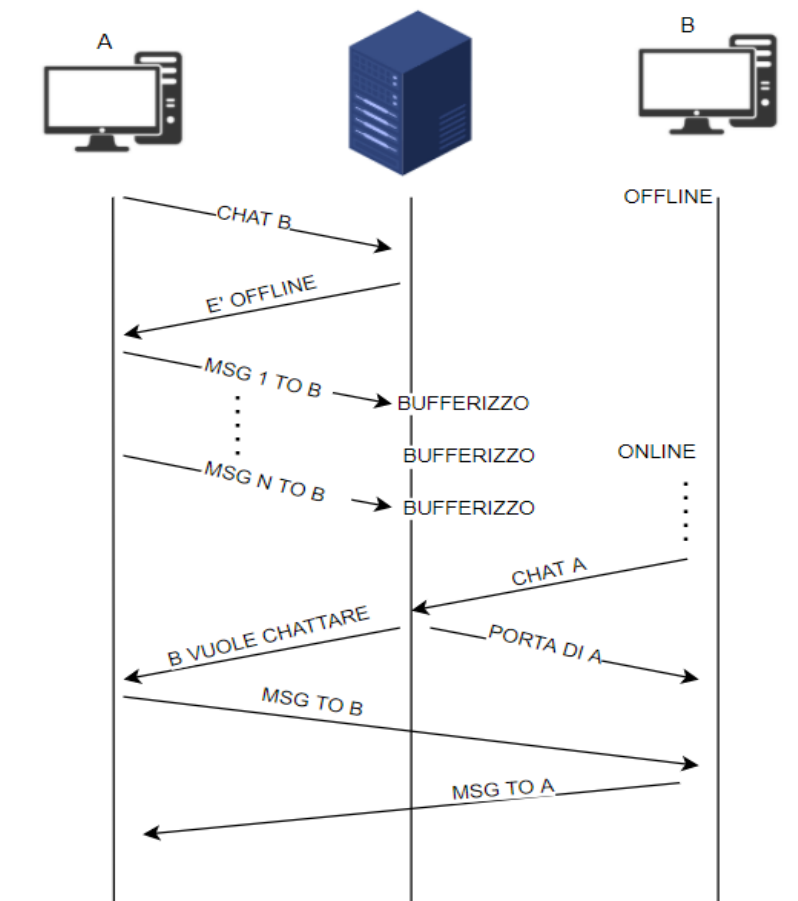 A
B
OFFLINE
CHAT B
E' OFFLINE
MSG 1 TO B
BUFFERIZZO
BUFFERIZZO
ONLINE
MSG N TO B
BUFFERIZZO
CHAT A
B VUOLE CHATTARE
PORTA DI A
MSG TO B
MSG TO A